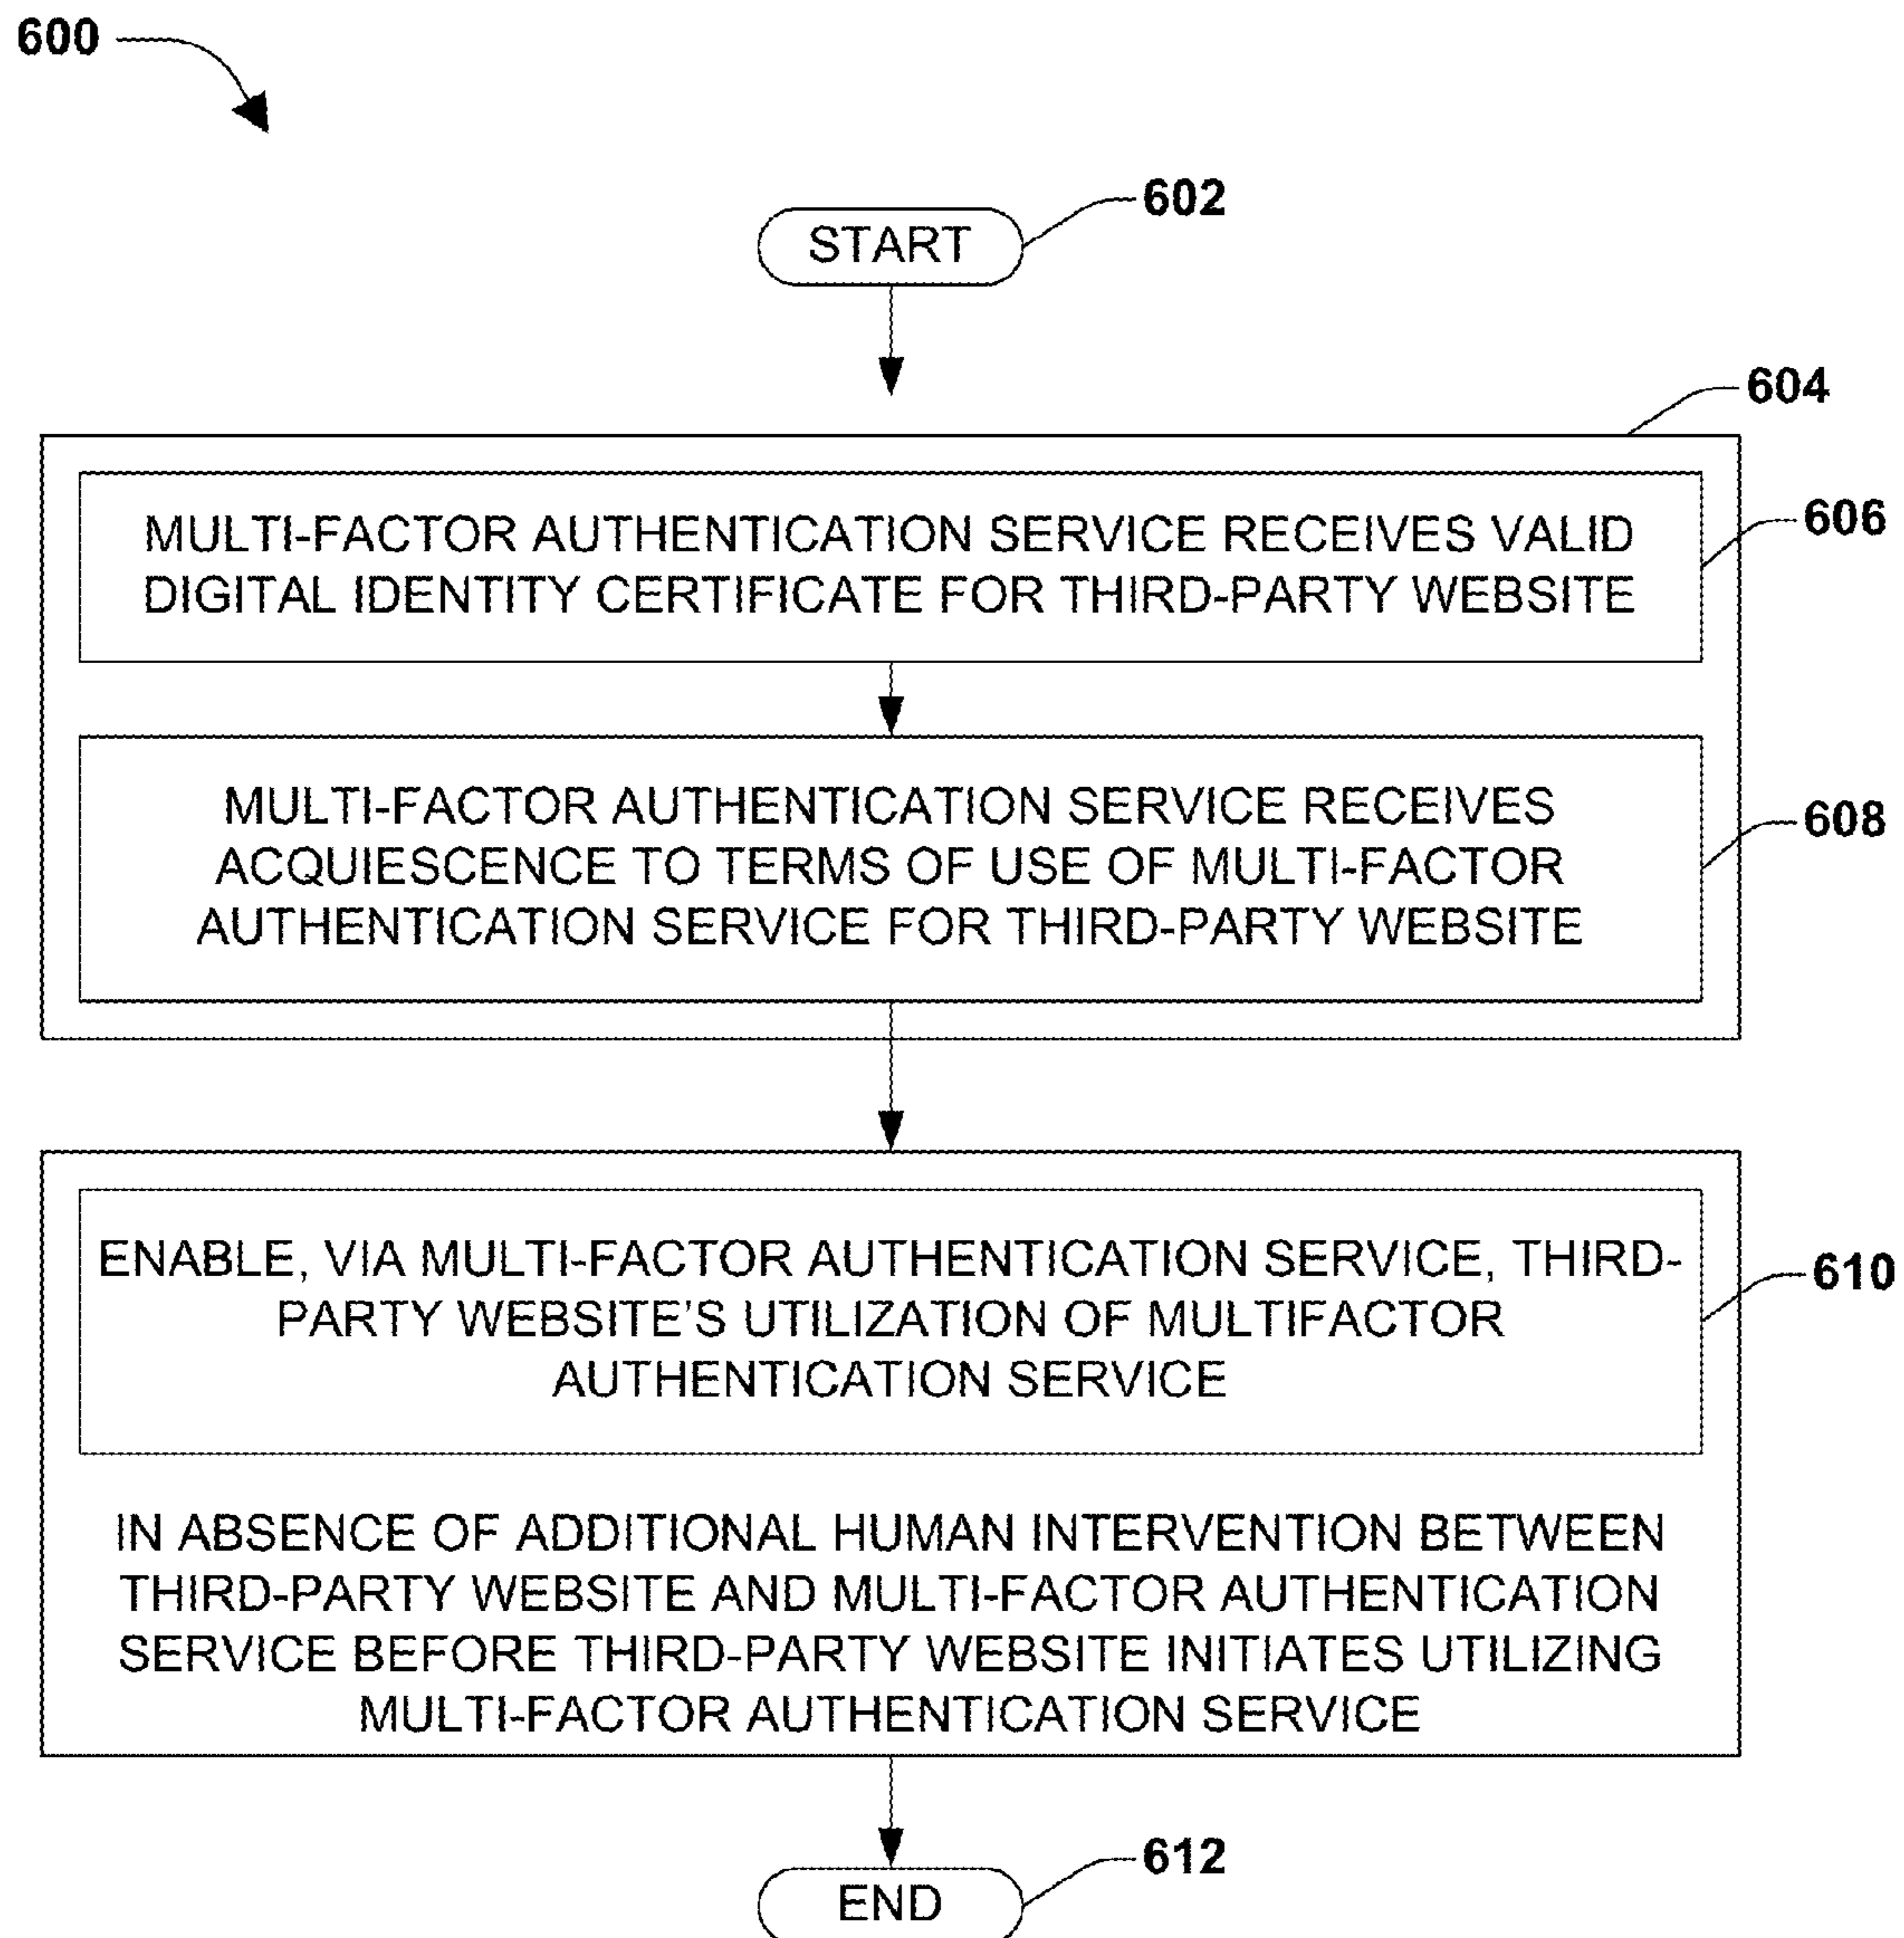 600
602
START
604
MULTI-FACTOR AUTHENTICATION SERVICE RECEIVES VALID
DIGITAL IDENTITY CERTIFICATE FOR THIRD-PARTY WEBSITE
606
MULTI-FACTOR AUTHENTICATION SERVICE RECEIVES
ACQUIESCENCE TO TERMS OF USE OF MULTI-FACTOR
AUTHENTICATION SERVICE FOR THIRD-PARTY WEBSITE
608
ENABLE, VIA MULTI-FACTOR AUTHENTICATION SERVICE, THIRD-
PARTY WEBSITE'S UTILIZATION OF MULTIFACTOR
AUTHENTICATION SERVICE
610
IN ABSENCE OF ADDITIONAL HUMAN INTERVENTION BETWEEN
THIRD-PARTY WEBSITE AND MULTI-FACTOR AUTHENTICATION
SERVICE BEFORE THIRD-PARTY WEBSITE INITIATES UTILIZING
MULTI-FACTOR AUTHENTICATION SERVICE
612
END